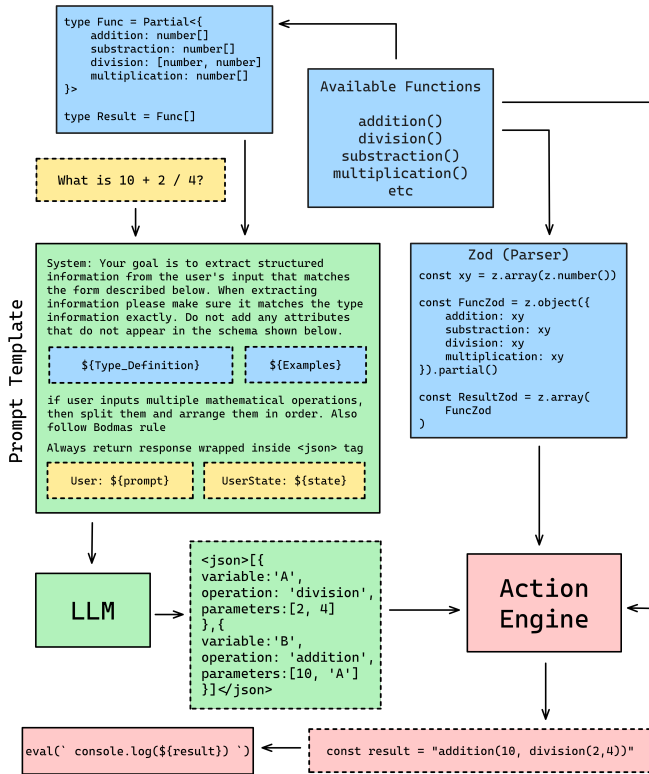 type Func = Partial<{
    addition: number[]
    substraction: number[]
    division: [number, number]
    multiplication: number[]
}>
type Result = Func[]
Available Functions
addition()
division()
substraction()
multiplication()
etc
What is 10 + 2 / 4?
Prompt Template
System: Your goal is to extract structured
information from the user's input that matches
the form described below. When extracting
information please make sure it matches the type
information exactly. Do not add any attributes
that do not appear in the schema shown below.
${Type_Definition}
${Examples}
if user inputs multiple mathematical operations,
then split them and arrange them in order. Also
follow Bodmas rule
Always return response wrapped inside <json> tag
User: ${prompt}
UserState: ${state}
Zod (Parser)
const xy = z.array(z.number())
const FuncZod = z.object({
    addition: xy
    substraction: xy
    division: xy
    multiplication: xy
}).partial()
const ResultZod = z.array(
    FuncZod
)
LLM
<json>[{
variable:'A',
operation: 'division',
parameters:[2, 4]
},{
variable:'B',
operation: 'addition',
parameters:[10, 'A']
}]</json>
Action
Engine
eval(` console.log(${result}) `)
const result = "addition(10, division(2,4))"